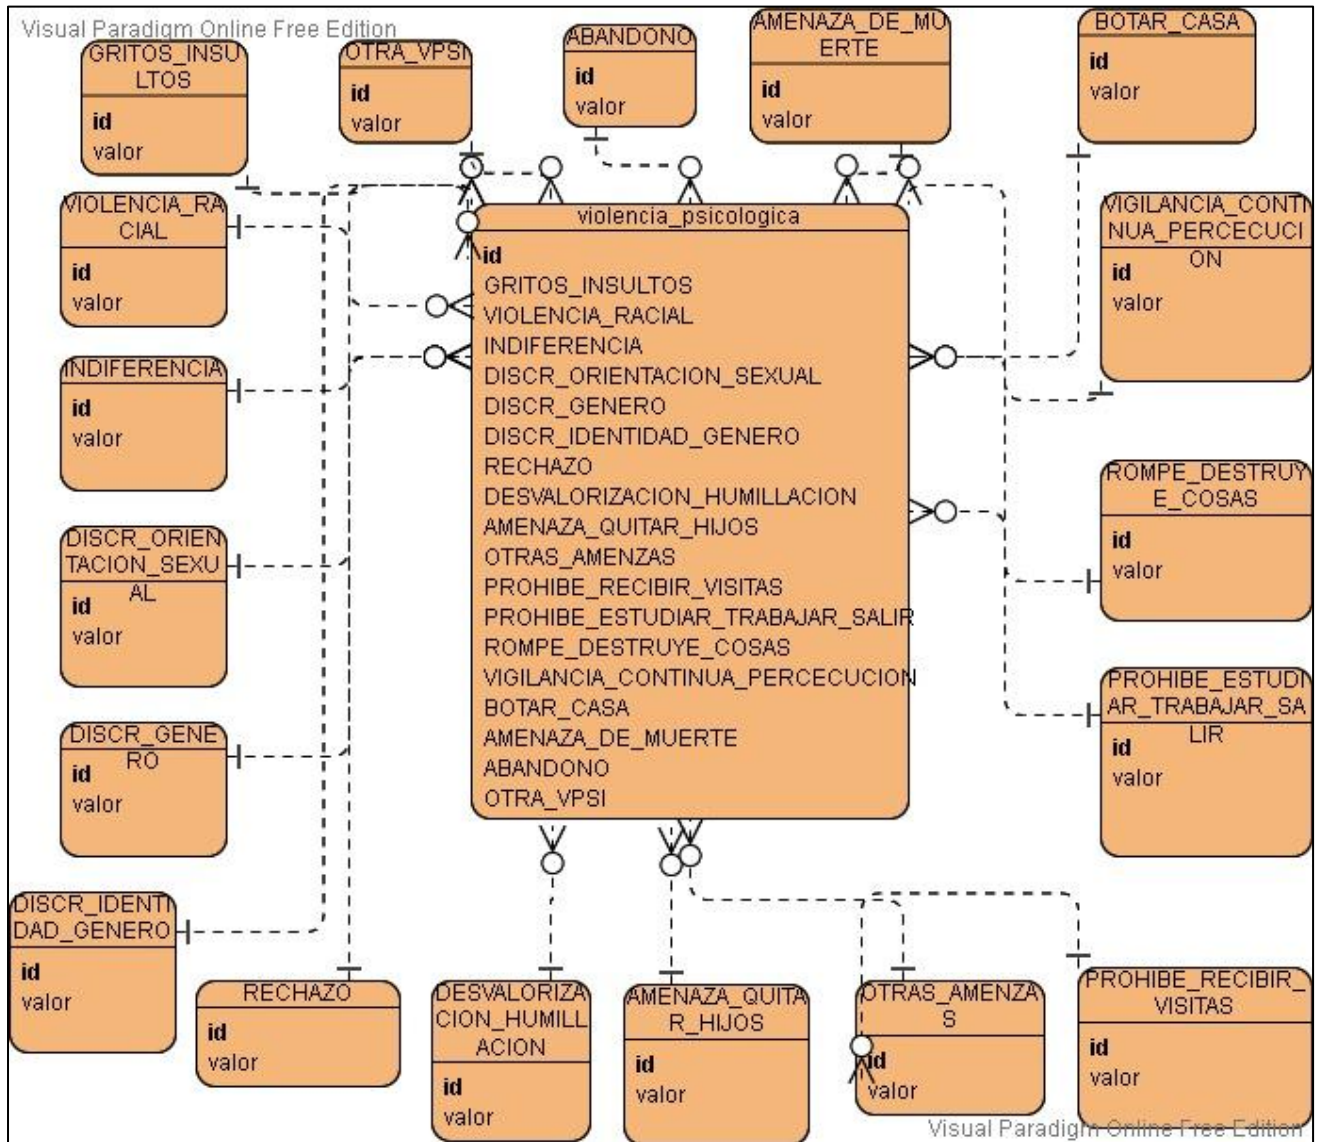 Visual Paradigm Online Free Edition
GRITOS_INSU
LTOS
id
valor
OTRA_VPSI
id
valor
ABANDONO
id
valor
AMENAZA_DE_MU
ERTE
id
valor
BOTAR_CASA
id
valor
VIOLENCIA_RA
CIAL
id
valor
INDIFERENCIA
id
valor
DISCR_ORIEN
TACION_SEXU
AL
id
valor
DISCR_GENE
RO
id
valor
DISCR_IDENTI
DAD_GENERO
id
valor
violencia_psicologica
id
GRITOS_INSULTOS
VIOLENCIA_RACIAL
INDIFERENCIA
DISCR_ORIENTACION_SEXUAL
DISCR_GENERO
DISCR_IDENTIDAD_GENERO
RECHAZO
DESVALORIZACION_HUMILLACION
AMENAZA_QUITAR_HIJOS
OTRAS_AMENZAS
PROHIBE_RECIBIR_VISITAS
PROHIBE_ESTUDIAR_TRABAJAR_SALIR
ROMPE_DESTRUYE_COSAS
VIGILANCIA_CONTINUA_PERCECUCION
BOTAR_CASA
AMENAZA_DE_MUERTE
ABANDONO
OTRA_VPSI
VIGILANCIA_CONTI
NUA_PERCECUCI
ON
id
valor
ROMPE_DESTRUY
E_COSAS
id
valor
PROHIBE_ESTUDI
AR_TRABAJAR_SA
LIR
id
valor
RECHAZO
id
valor
DESVALORIZA
CION_HUMILL
ACION
id
valor
AMENAZA_QUITA
R_HIJOS
id
valor
OTRAS_AMENZA
S
id
valor
PROHIBE_RECIBIR_
VISITAS
id
valor
Visual Paradigm Online Free Edition